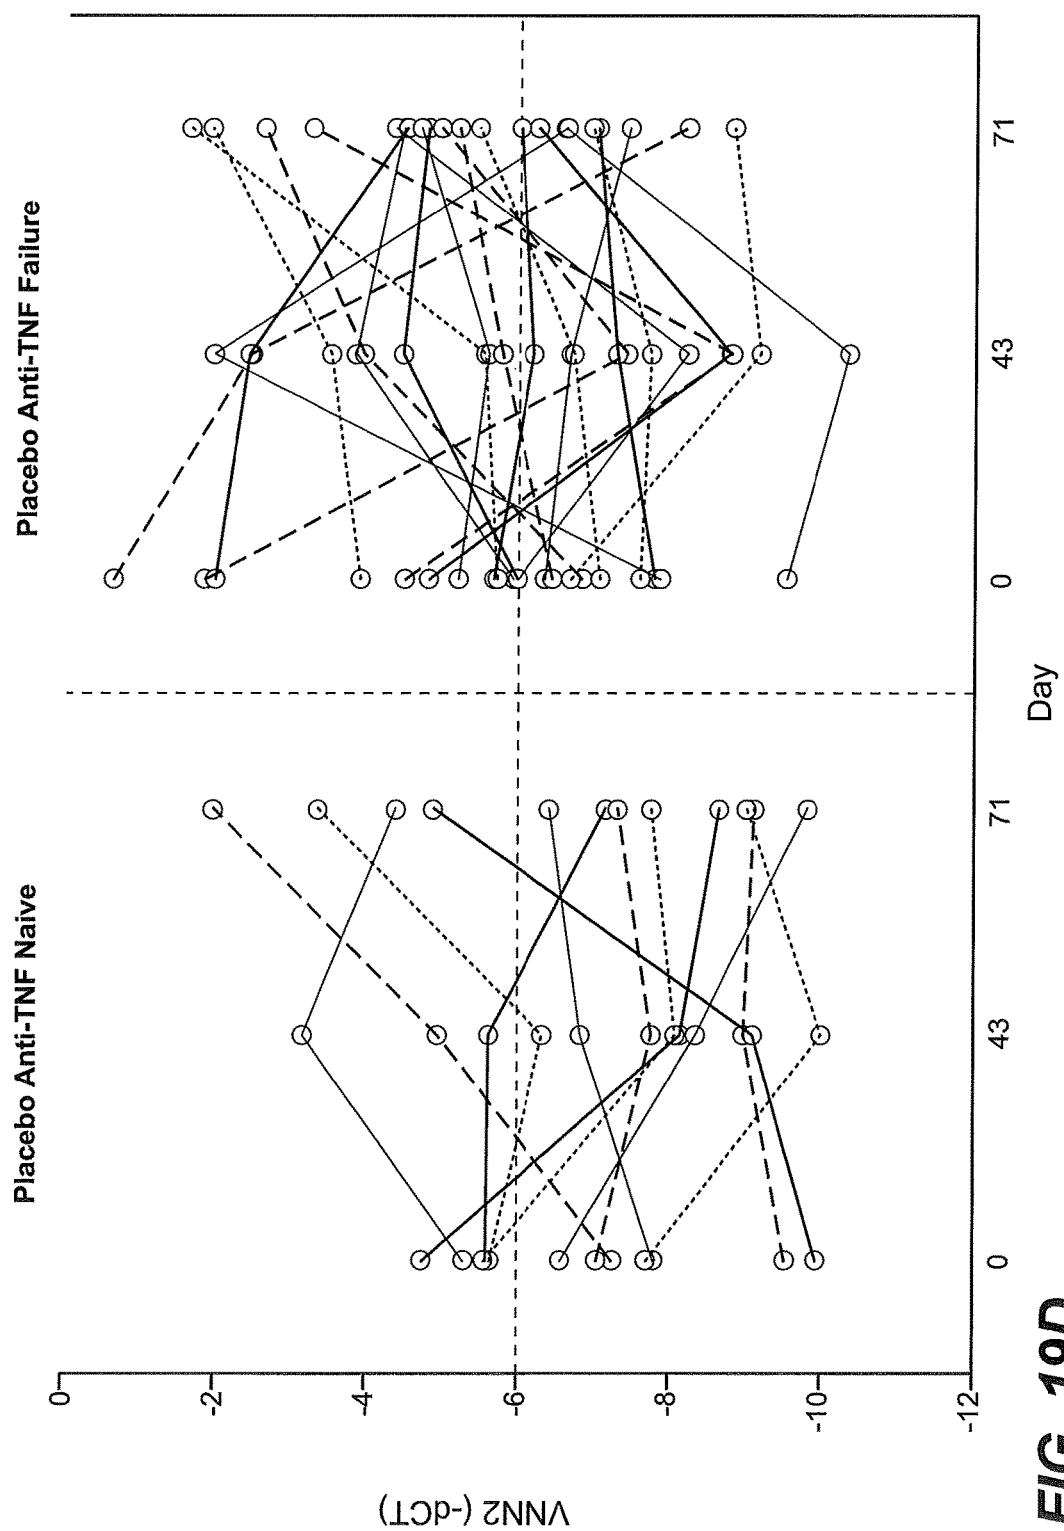 Placebo Anti-TNF Naive
Placebo Anti-TNF Failure
VNN2 (-dCT)
0
-2
-4
-6
-8
-10
-12
0
43
71
0
43
71
Day
FIG. 19D